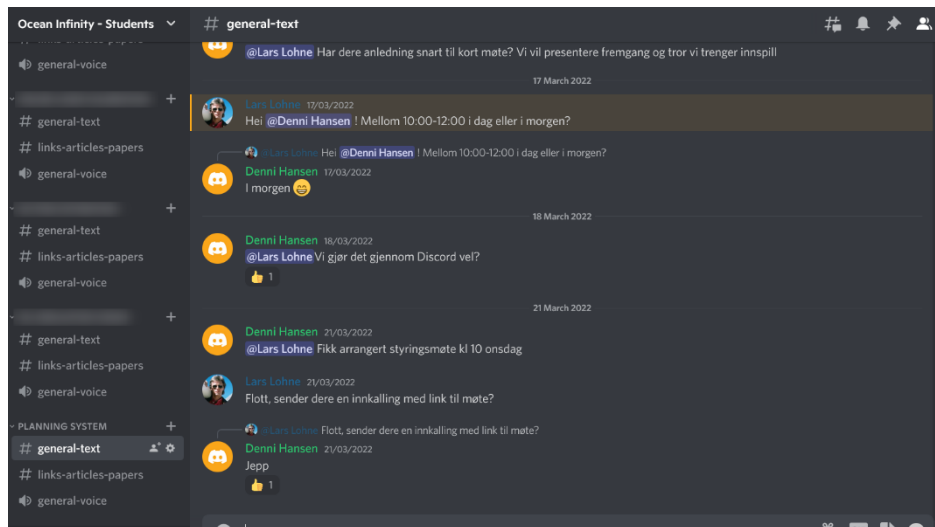 Ocean Infinity - Students
general-text
links-articles-papers
general-voice
general-text
links-articles-papers
general-voice
general-text
links-articles-papers
general-voice
general-text
links-articles-papers
general-voice
PLANNING SYSTEM
general-text
links-articles-papers
general-voice
@Lars Lohne Har dere anledning snart til kort møte? Vi vil presentere fremgang og tror vi trenger innspill
17 March 2022
Lars Lohne 17/03/2022
Hei @Denni Hansen ! Mellom 10:00-12:00 i dag eller i morgen?
@Lars Lohne Hei @Denni Hansen ! Mellom 10:00-12:00 i dag eller i morgen?
Denni Hansen 17/03/2022
I morgen
18 March 2022
Denni Hansen 18/03/2022
@Lars Lohne Vi gjør det gjennom Discord vel?
1
21 March 2022
Denni Hansen 21/03/2022
@Lars Lohne Fikk arrangert styringsmøte kl 10 onsdag
Lars Lohne 21/03/2022
Flott, sender dere en innkalling med link til møte?
@Lars Lohne Flott, sender dere en innkalling med link til møte?
Denni Hansen 21/03/2022
Jepp
1